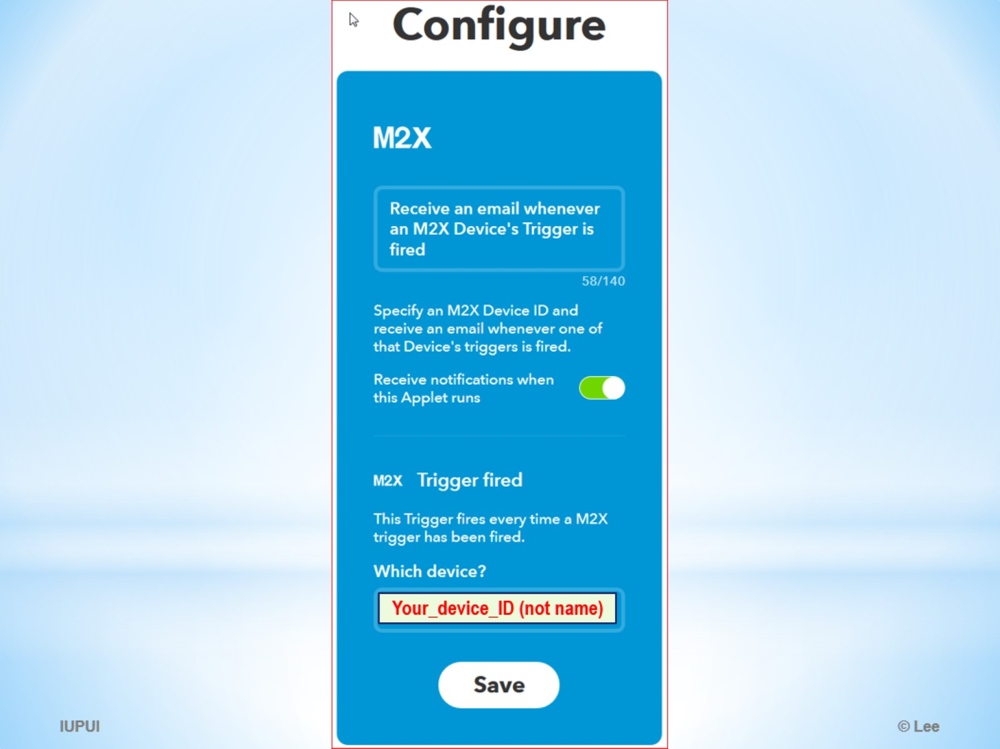 Configure
M2X
Receive an email whenever
an M2X Device's Trigger is
fired
58/140
Specify an M2X Device ID and
receive an email whenever one of
that Device's triggers is fired.
Receive notifications when
this Applet runs
M2X Trigger fired
This Trigger fires every time a M2X
trigger has been fired.
Which device?
Your_device_ID (not name)
Save
IUPUI
© Lee